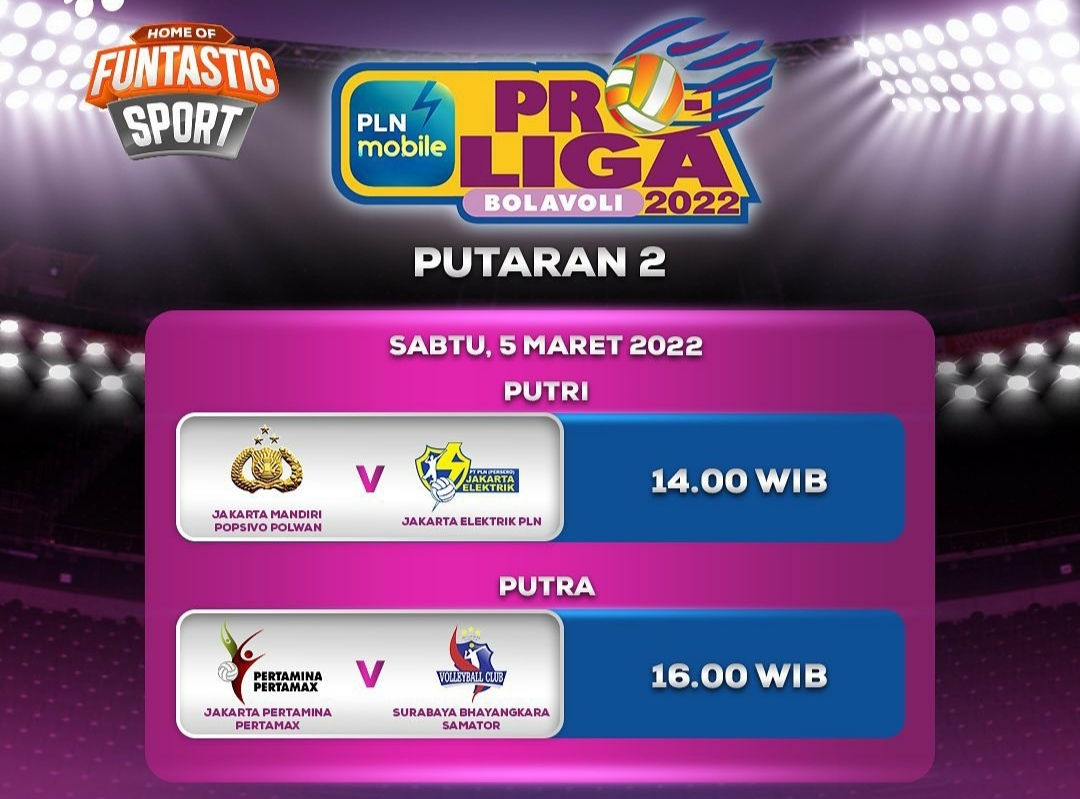 HOME OF
FUNTASTIC
SPORT
PLN
mobile
PRO
LIGA
BOLAVOLI 2022
PUTARAN 2
SABTU, 5 MARET 2022
PUTRI
PT PLN (PERSERO)
JAKARTA
ELEKTRIK
V
JAKARTA MANDIRI
POPSIVO POLWAN
JAKARTA ELEKTRIK PLN
14.00 WIB
PUTRA
PERTAMINA
PERTAMAX
V
VOLLEYBALL CLUB
JAKARTA PERTAMINA
PERTAMAX
SURABAYA BHAYANGKARA
SAMATOR
16.00 WIB